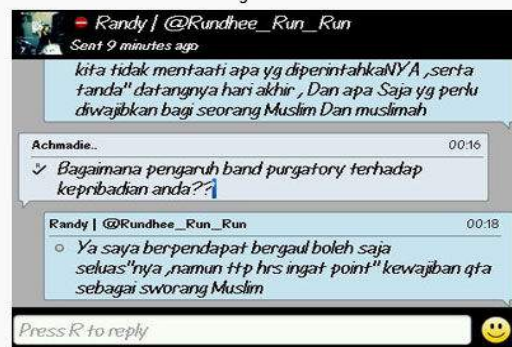 Randy | @Rundhee_Run_Run
Sent 9 minutes ago
kita tidak mentaati apa yg diperintahkaNYA ,serta
tanda" datangnya hari akhir , Dan apa Saja yg perlu
diwajibkan bagi seorang Muslim Dan muslimah
Achmadie.. 00:16
Bagaimana pengaruh band purgatory terhadap
kepribadian anda??
Randy | @Rundhee_Run_Run 00:18
Ya saya berpendapat bergaul boleh saja
seluas"nya ,namun ttp hrs ingat point" kewajiban qta
sebagai sworang Muslim
Press R to reply